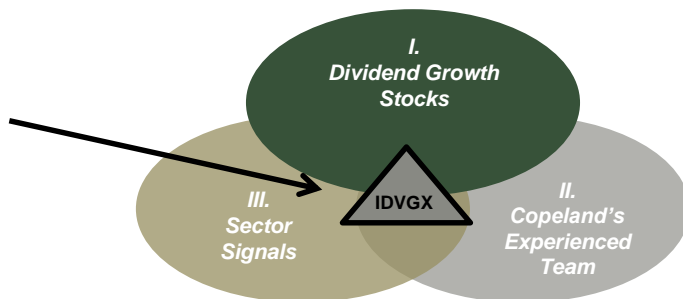 I.
Dividend Growth
Stocks
IDVGX
III.
Sector
Signals
II.
Copeland’s
Experienced
Team